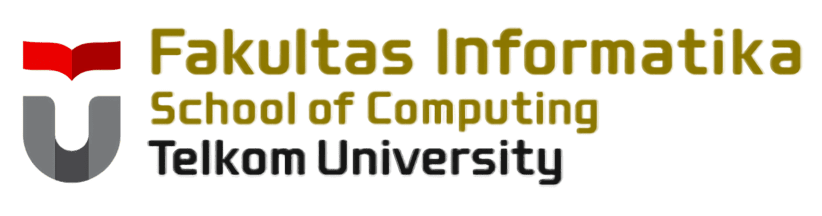 Fakultas Informatika
School of Computing
Telkom University